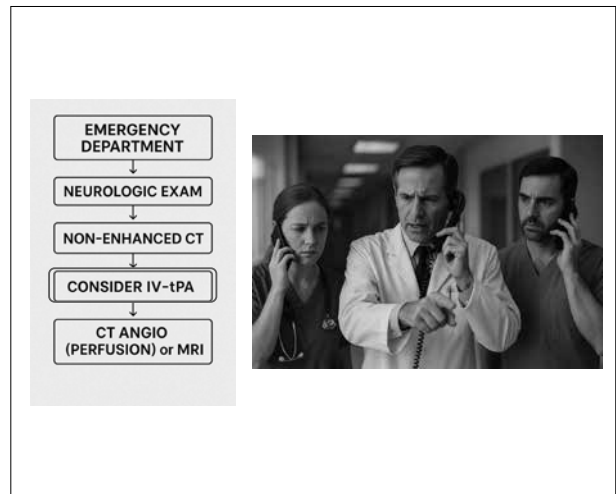 EMERGENCY
DEPARTMENT
NEUROLOGIC EXAM
NON-ENHANCED CT
CONSIDER IV-tPA
CT ANGIO
(PERFUSION) or MRI